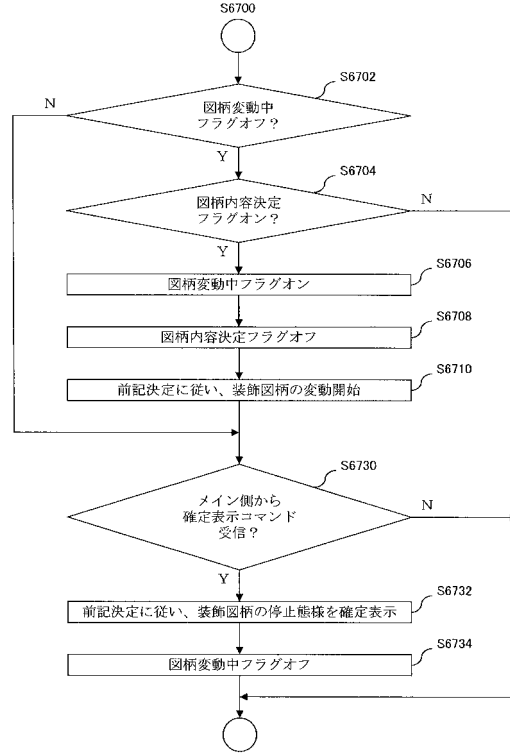 S6700
S6702
N
図柄変動中
フラグオフ？
Y
S6704
図柄内容決定
フラグオン？
N
Y
S6706
図柄変動中フラグオン
S6708
図柄内容決定フラグオフ
S6710
前記決定に従い、装飾図柄の変動開始
S6730
メイン側から
確定表示コマンド
受信？
N
Y
S6732
前記決定に従い、装飾図柄の停止態様を確定表示
S6734
図柄変動中フラグオフ